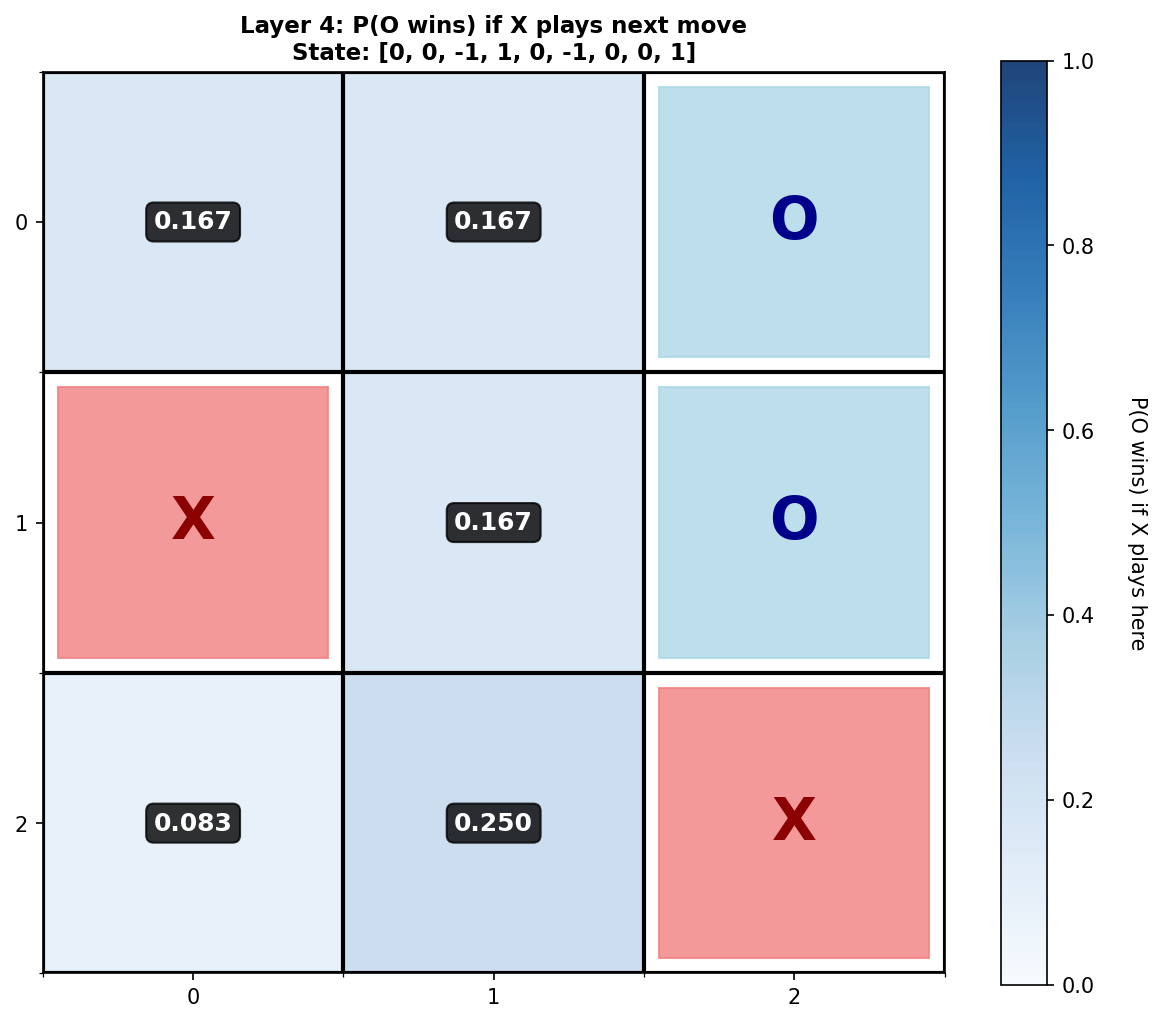 Layer 4: P(O wins) if X plays next move
State: [0, 0, -1, 1, 0, -1, 0, 0, 1]
0
0.167
0.167
O
1
X
0.167
O
2
0.083
0.250
X
0
1
2
1.0
0.8
0.6
0.4
0.2
0.0
P(O wins) if X plays here